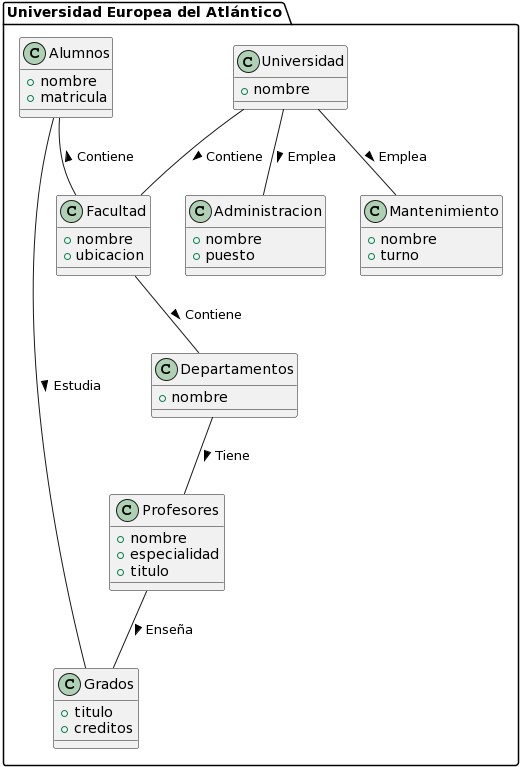 Universidad Europea del Atlántico
C Alumnos
nombre
matricula
C Universidad
nombre
Contiene
Contiene
Emplea
Emplea
C Facultad
nombre
ubicacion
C Administracion
nombre
puesto
C Mantenimiento
nombre
turno
Contiene
C Departamentos
nombre
Estudia
Tiene
C Profesores
nombre
especialidad
titulo
Enseña
C Grados
titulo
creditos